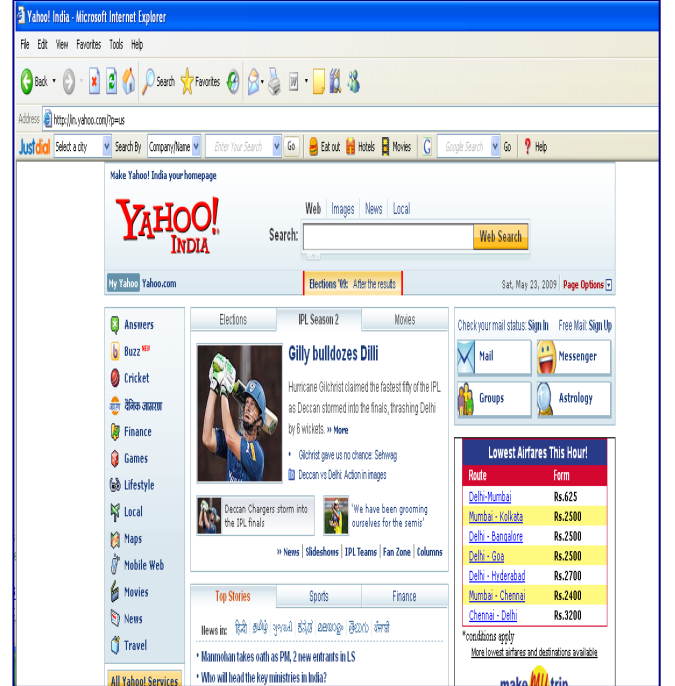 Yahoo! India - Microsoft Internet Explorer
File Edit View Favorites Tools Help
Back Search Favorites
Address http://in.yahoo.com/?p=us
Justdial Select a city Search By Company/Name Enter Your Search Go Eat out Hotels Movies G Google Search Go Help
Make Yahoo! India your homepage
YAHOO!
INDIA
Web Images News Local
Search: Web Search
My Yahoo Yahoo.com Elections '09: After the results Sat, May 23, 2009 Page Options
Answers
Buzz NEW
Cricket
दैनिक जागरण
Finance
Games
Lifestyle
Local
Maps
Mobile Web
Movies
News
Travel
All Yahoo! Services
Elections IPL Season 2 Movies
Gilly bulldozes Dilli
Hurricane Gilchrist claimed the fastest fifty of the IPL
as Deccan stormed into the finals, thrashing Delhi
by 6 wickets. » More
• Gilchrist gave us no chance: Sehwag
Deccan vs Delhi: Action in images
Deccan Chargers storm into
the IPL finals
'We have been grooming
ourselves for the semis'
» News | Slideshows | IPL Teams | Fan Zone | Columns
Top Stories Sports Finance
News in: हिन्दी தமிழ் ગુજરાતી ಕನ್ನಡ മലയാളം తెలుగు ਪੰਜਾਬੀ
• Manmohan takes oath as PM, 2 new entrants in LS
• Who will head the key ministries in India?
Check your mail status: Sign In Free Mail: Sign Up
Mail Messenger
Groups Astrology
Lowest Airfares This Hour!
Route Form
Delhi-Mumbai Rs.625
Mumbai - Kolkata Rs.2500
Delhi - Bangalore Rs.2500
Delhi - Goa Rs.2500
Delhi - Hyderabad Rs.2700
Mumbai - Chennai Rs.2400
Chennai - Delhi Rs.3200
*conditions apply
More lowest airfares and destinations available
make my trip